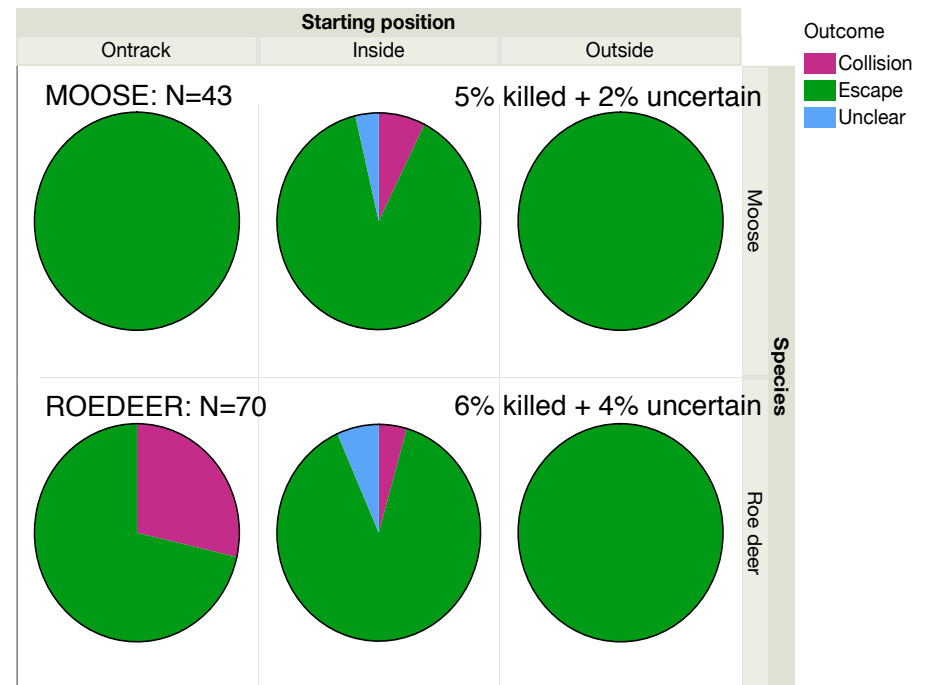 Starting position
Ontrack Inside Outside
Outcome
Collision
Escape
Unclear
MOOSE: N=43 5% killed + 2% uncertain
Moose
Species
ROEDEER: N=70 6% killed + 4% uncertain
Roe deer